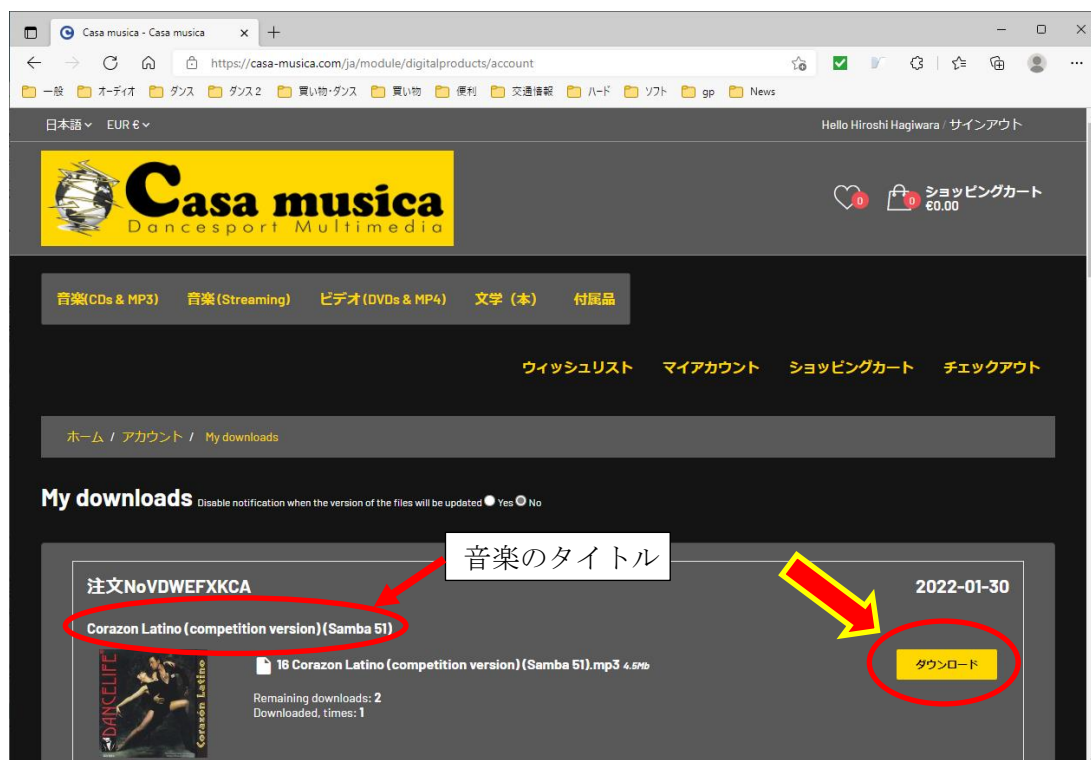 Casa musica - Casa musica
https://casa-musica.com/ja/module/digitalproducts/account
一般 オーディオ ダンス ダンス2 買い物・ダンス 買い物 便利 交通情報 ハード ソフト gp News
日本語 EUR € Hello Hiroshi Hagiwara / サインアウト
Casa musica
Dancesport Multimedia
0 0 ショッピングカート
€0.00
音楽(CDs & MP3) 音楽(Streaming) ビデオ(DVDs & MP4) 文学（本） 付属品
ウィッシュリスト マイアカウント ショッピングカート チェックアウト
ホーム / アカウント / My downloads
My downloads Disable notification when the version of the files will be updated Yes No
音楽のタイトル
注文NoVDWEFXKCA 2022-01-30
Corazon Latino (competition version) (Samba 51)
16 Corazon Latino (competition version) (Samba 51).mp3 4.5Mb ダウンロード
Remaining downloads: 2
Downloaded, times: 1
DANCELIFE
Corazón Latino